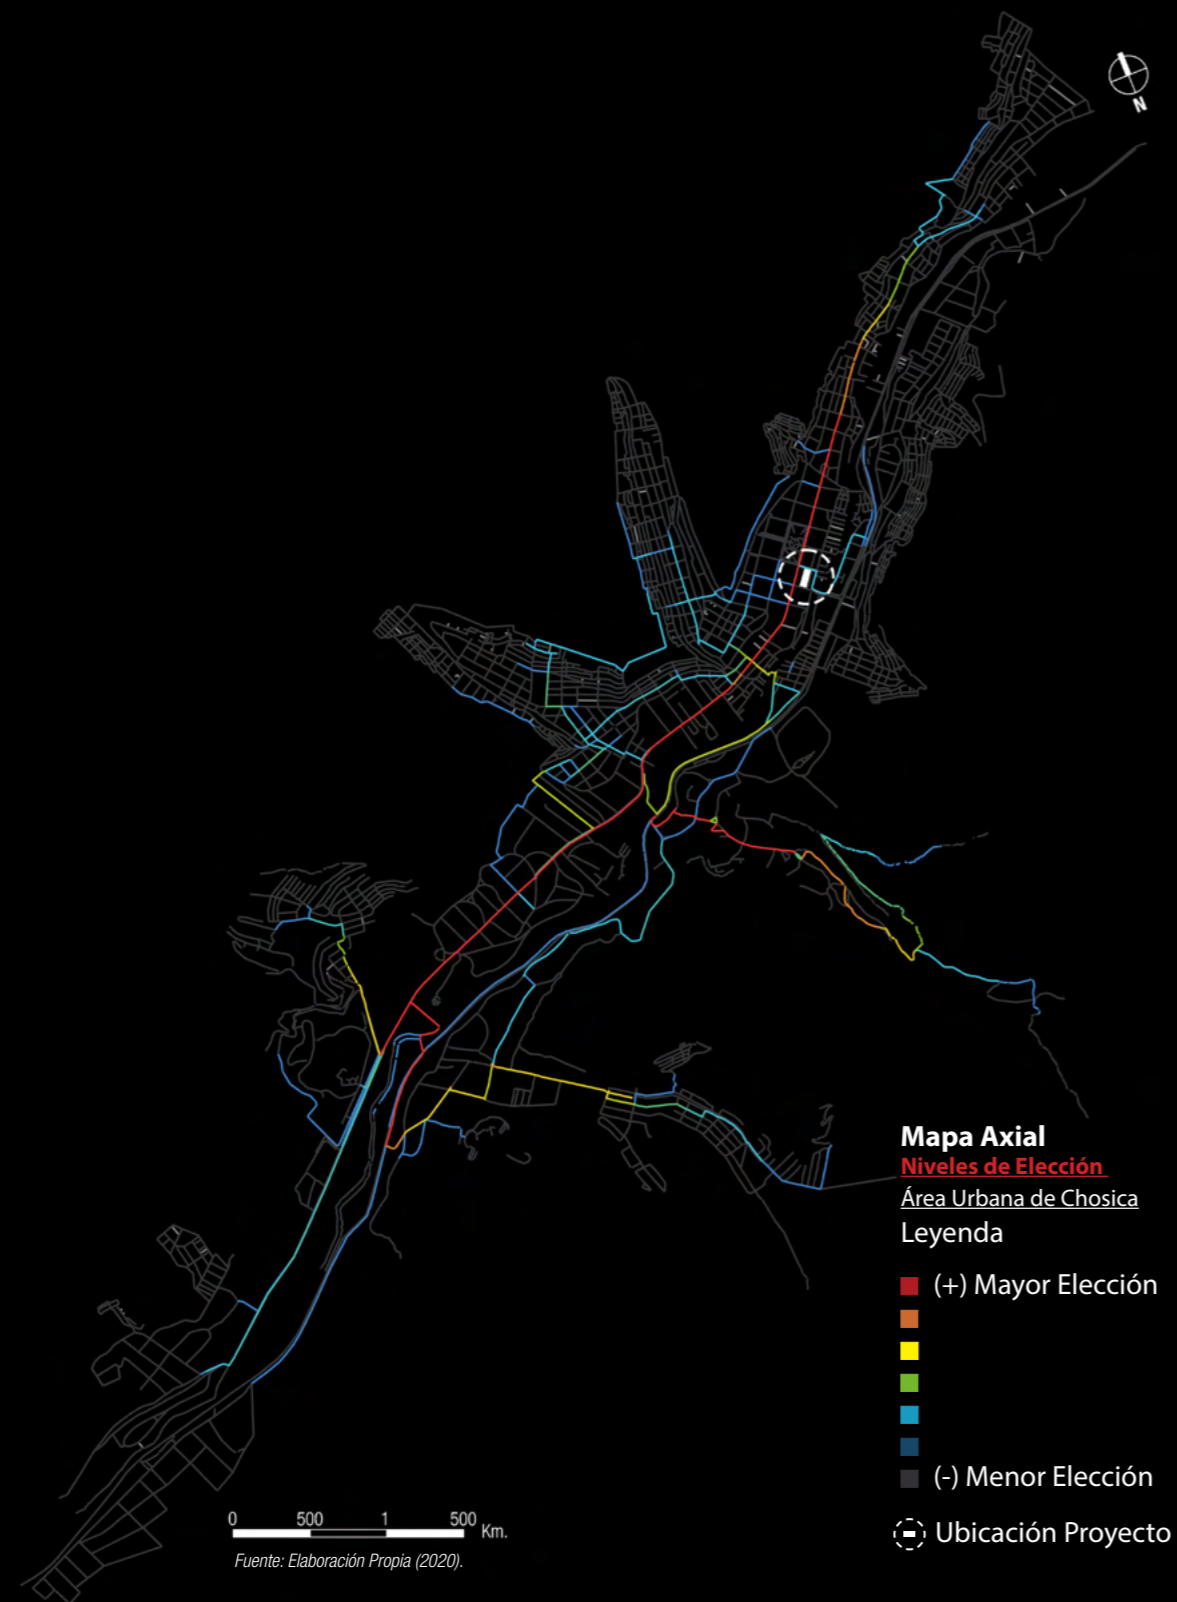 N
Mapa Axial
Niveles de Elección
Área Urbana de Chosica
Leyenda
(+) Mayor Elección
(-) Menor Elección
Ubicación Proyecto
0 500 1 500 Km.
Fuente: Elaboración Propia (2020).